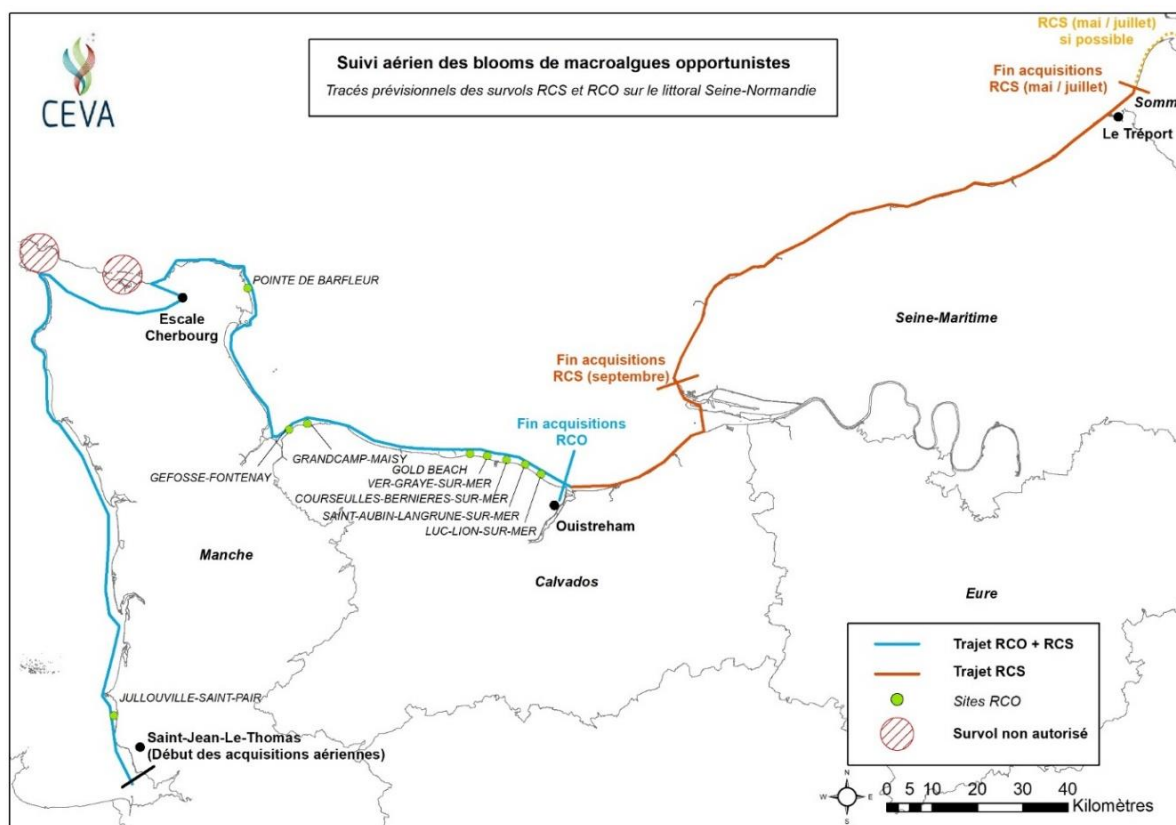 CEVA
Suivi aérien des blooms de macroalgues opportunistes
Tracés prévisionnels des survols RCS et RCO sur le littoral Seine-Normandie
RCS (mai / juillet)
si possible
Fin acquisitions
RCS (mai / juillet)
Somm
Le Tréport
POINTE DE BARFLEUR
Escale
Cherbourg
Seine-Maritime
Fin acquisitions
RCS (septembre)
Fin acquisitions
RCO
GRANDCAMP-MAISY
GEFOSSE-FONTENAY
GOLD BEACH
VER-GRAYE-SUR-MER
COURSEULLES-BERNIERES-SUR-MER
SAINT-AUBIN-LANGRUNE-SUR-MER
LUC-LION-SUR-MER
Ouistreham
Manche
Calvados
Eure
JULLOUVILLE-SAINT-PAIR
Saint-Jean-Le-Thomas
(Début des acquisitions aériennes)
Trajet RCO + RCS
Trajet RCS
Sites RCO
Survol non autorisé
N
W E
S
0 5 10 20 30 40
Kilomètres